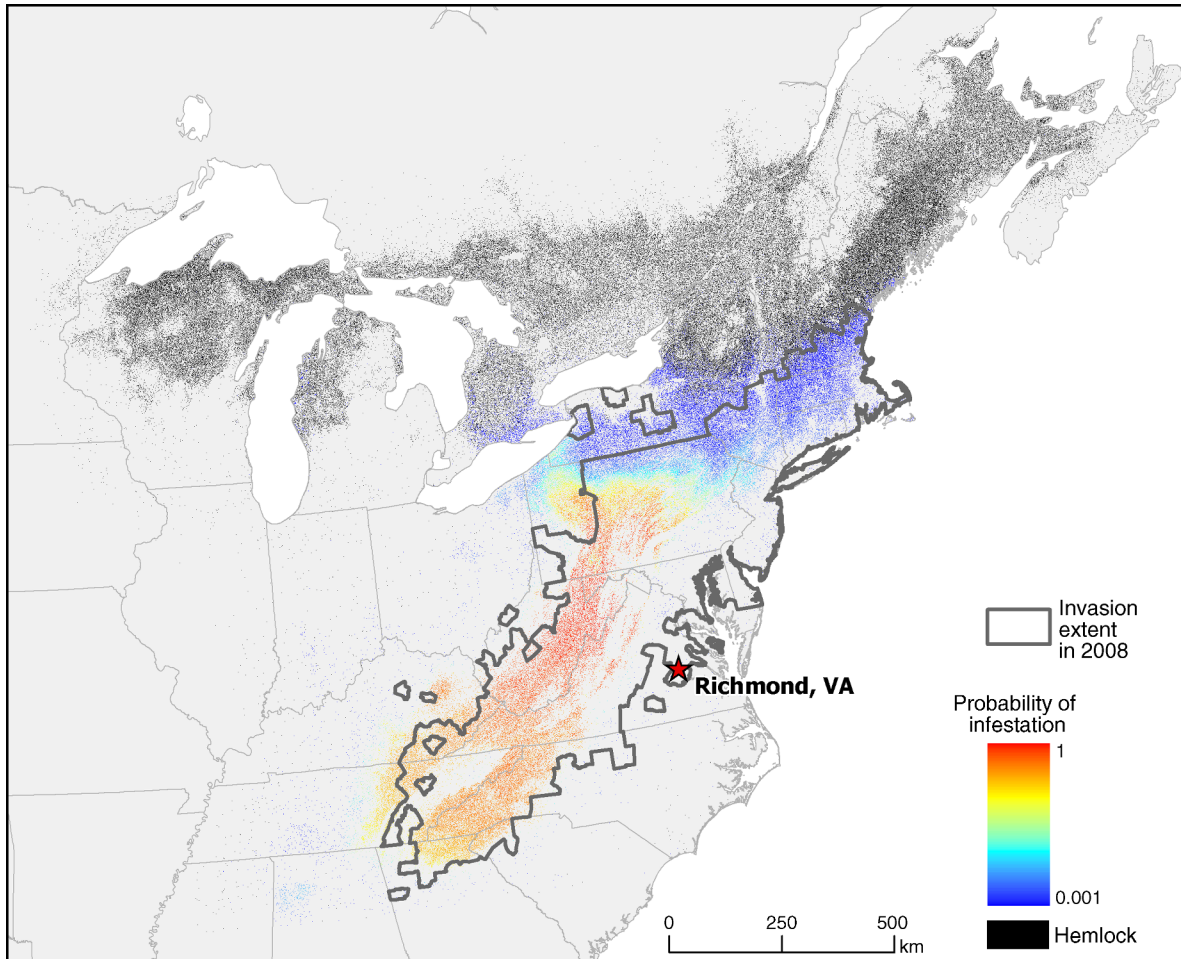 Richmond, VA
Invasion
extent
in 2008
Probability of
infestation
1
0.001
Hemlock
0 250 500
km